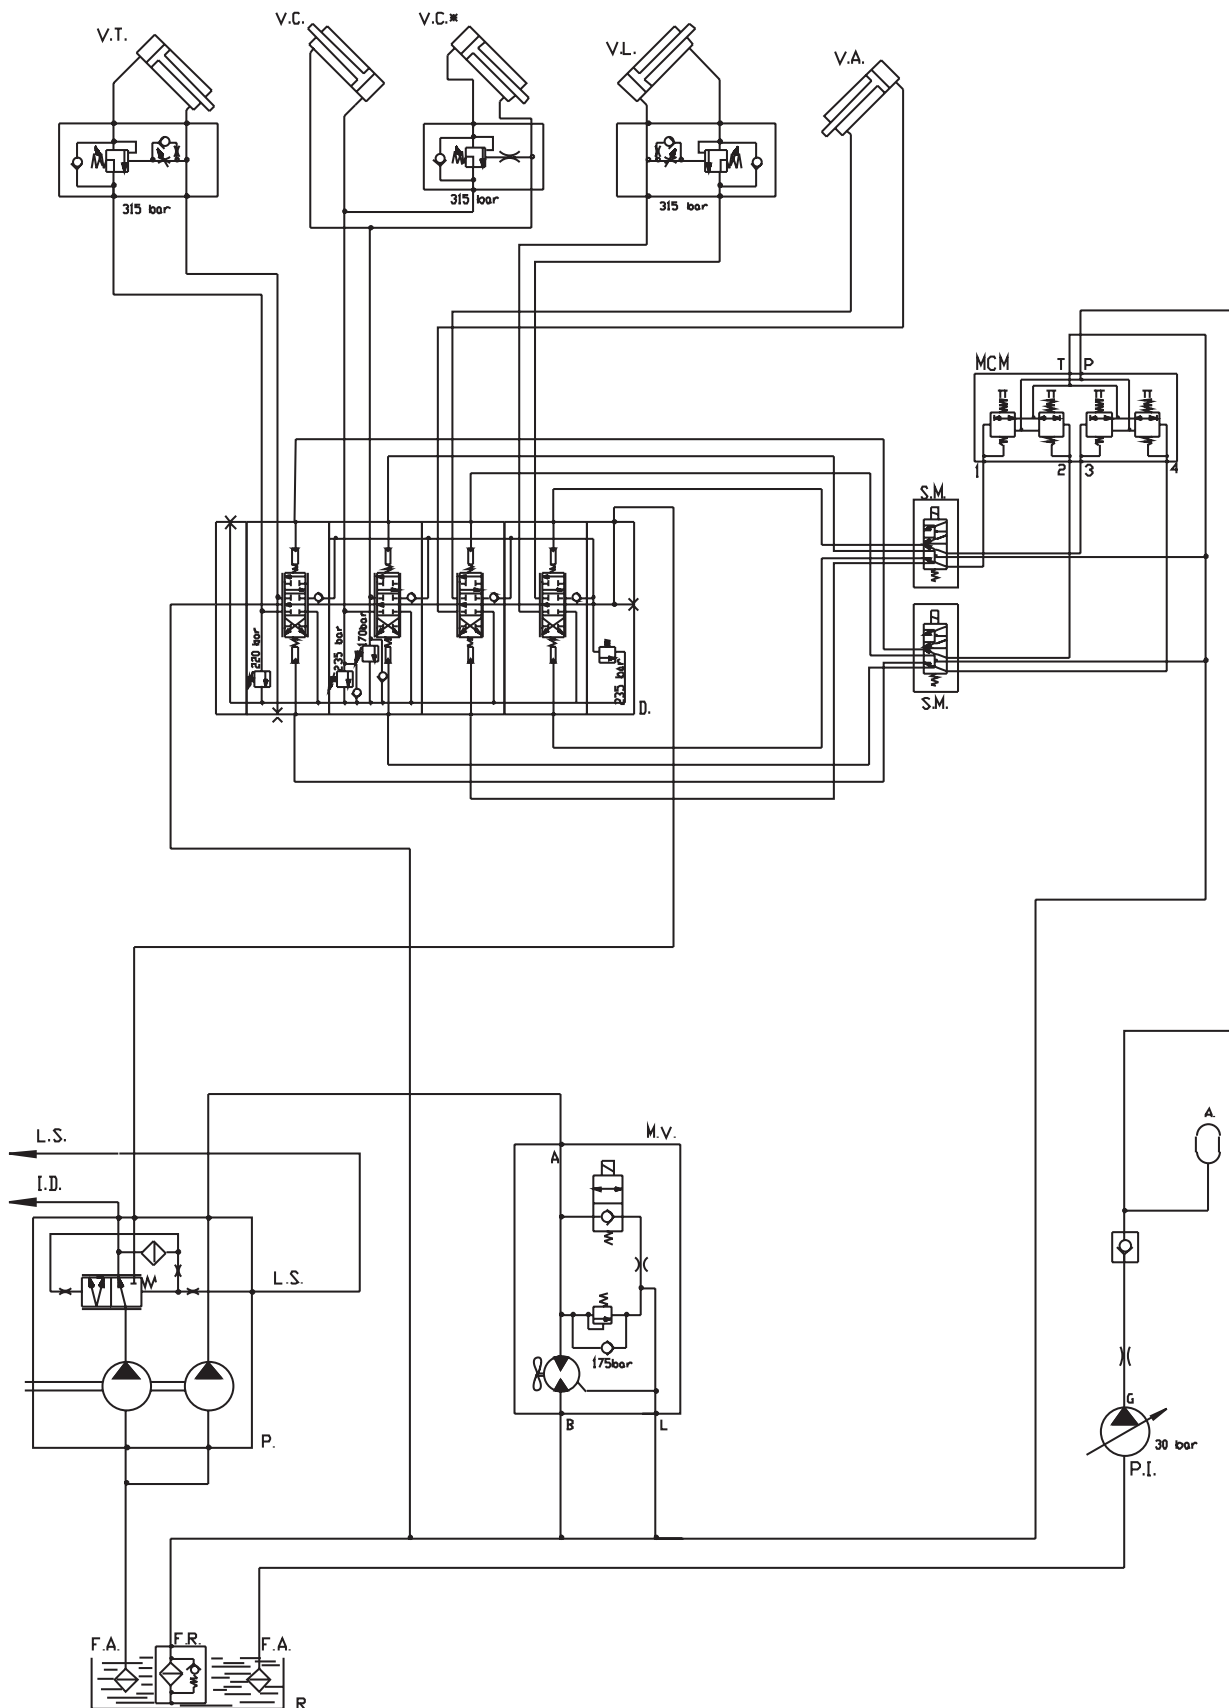 V.T.
V.C.
V.C.*
V.L.
V.A.
315 bar
315 bar
315 bar
MCM
T
P
1
2
3
4
S.M.
220 bar
235 bar
170bar
235 bar
D.
S.M.
L.S.
I.D.
M.V.
A
A.
L.S.
175bar
B
L
P.
G
30 bar
P.I.
F.A.
F.R.
F.A.
R